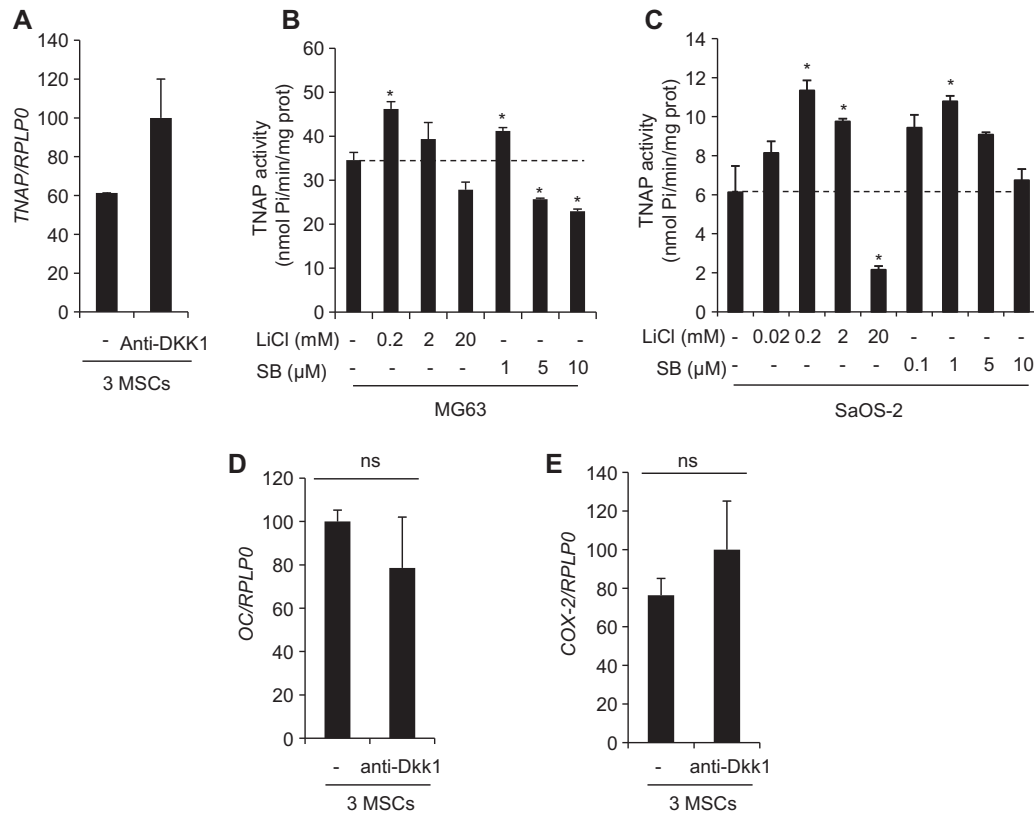 A
TNAP/RPLP0
140
120
100
80
60
40
20
0
- Anti-DKK1
3 MSCs
B
TNAP activity
(nmol Pi/min/mg prot)
60
50
40
30
20
10
0
* * * *
LiCl (mM) - 0.2 2 20 - - -
SB (μM) - - - - 1 5 10
MG63
C
TNAP activity
(nmol Pi/min/mg prot)
14
12
10
8
6
4
2
0
* * * *
LiCl (mM) - 0.02 0.2 2 20 - - - -
SB (μM) - - - - - 0.1 1 5 10
SaOS-2
D
ns
OC/RPLP0
120
100
80
60
40
20
0
- anti-Dkk1
3 MSCs
E
ns
COX-2/RPLP0
140
120
100
80
60
40
20
0
- anti-Dkk1
3 MSCs